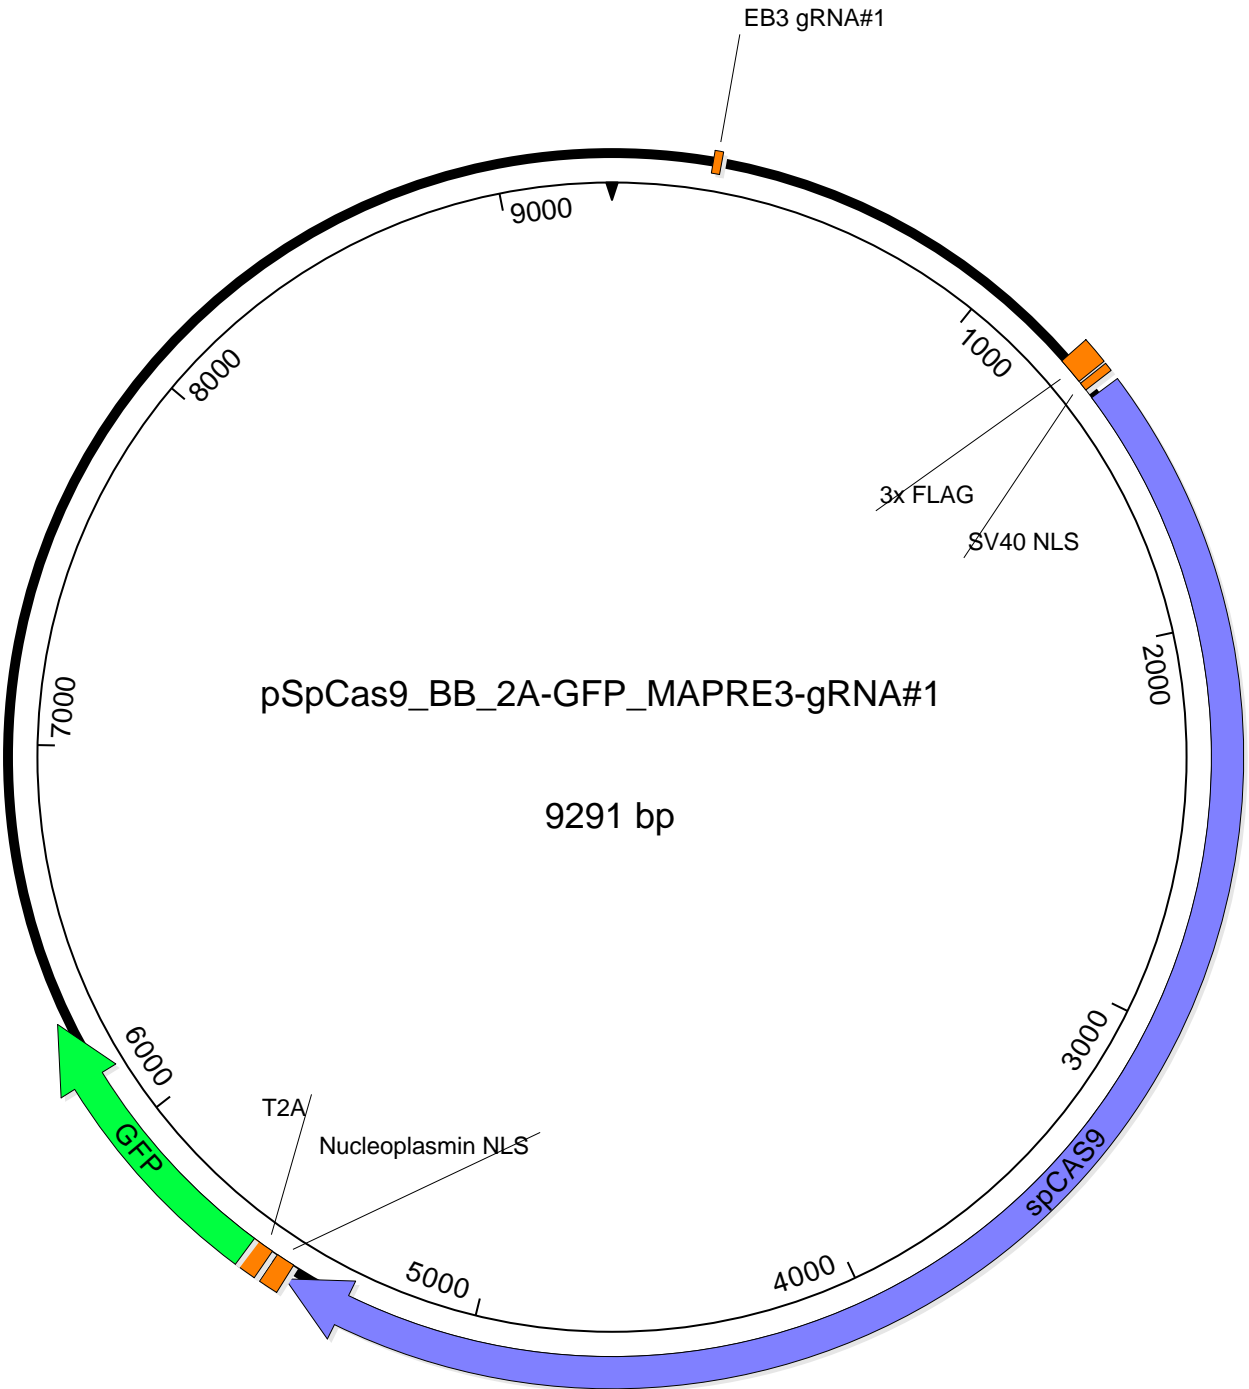 EB3 gRNA#1
9000
1000
8000
3x FLAG
SV40 NLS
2000
7000
pSpCas9_BB_2A-GFP_MAPRE3-gRNA#1
9291 bp
3000
6000
T2A
Nucleoplasmin NLS
GFP
spCAS9
5000
4000